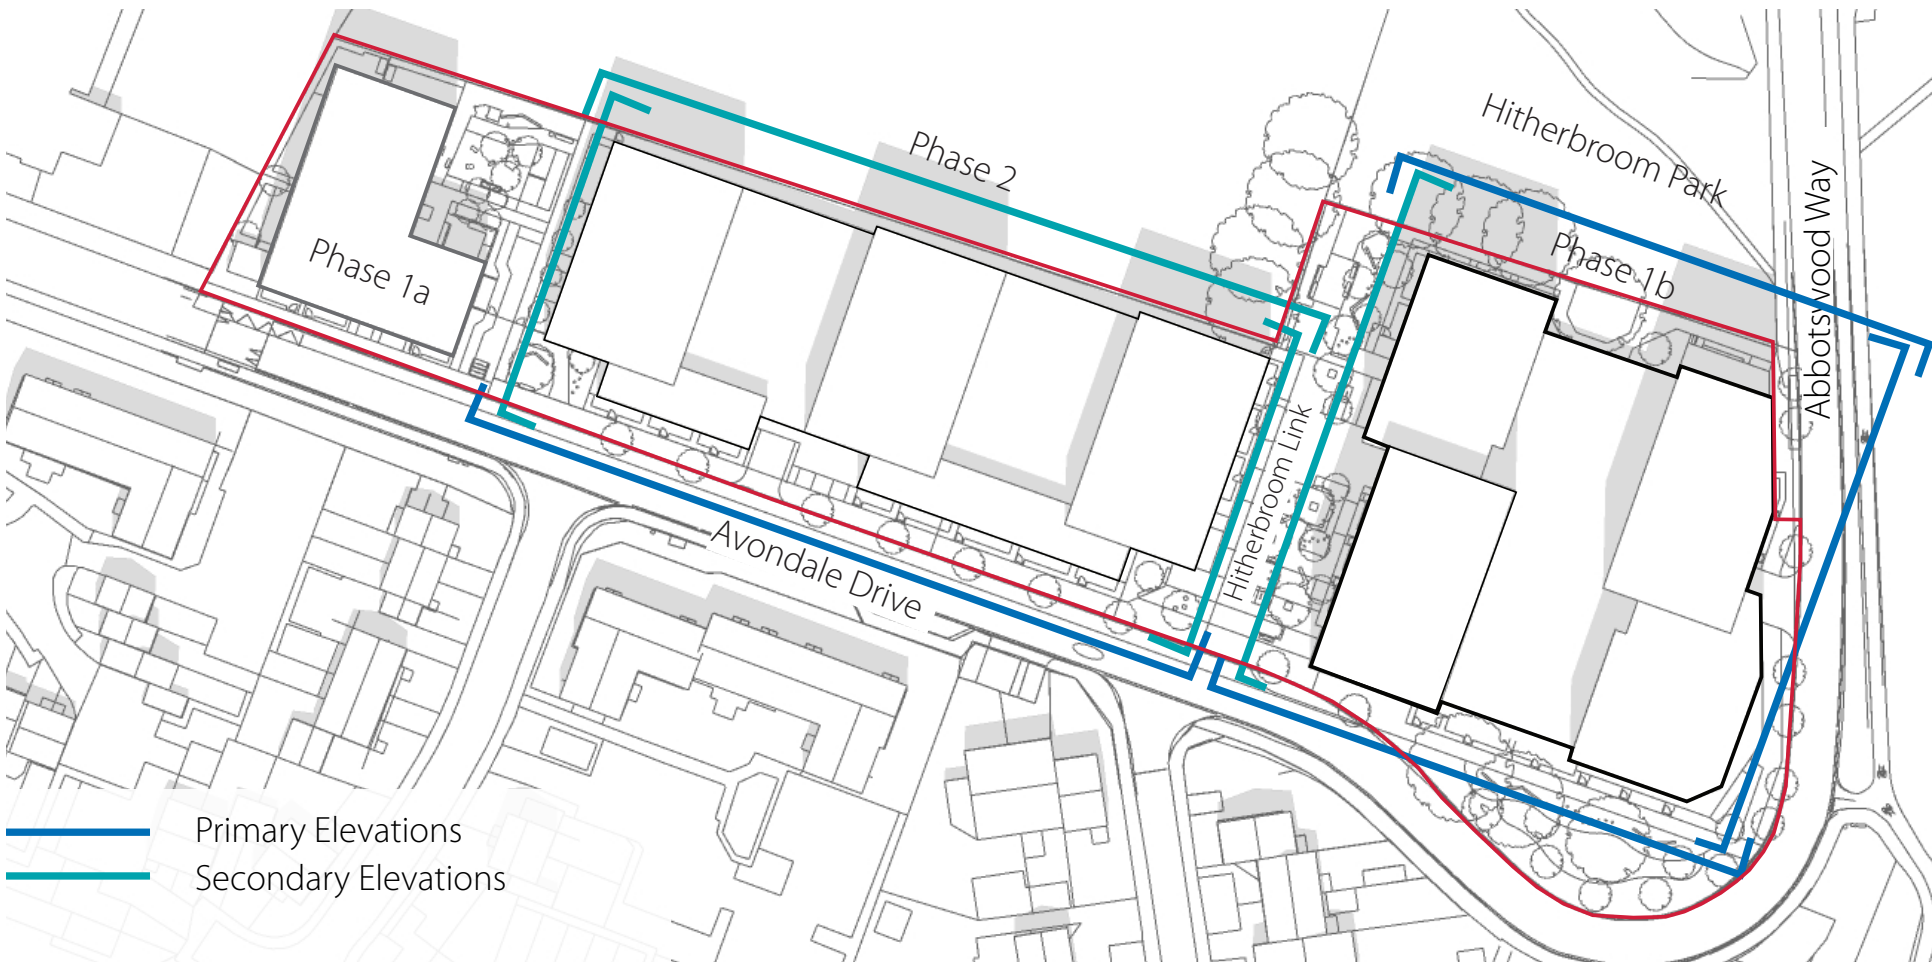 Phase 1a
Phase 2
Hitherbroom Park
Phase 1b
Abbotswood Way
Hitherbroom Link
Avondale Drive
Primary Elevations
Secondary Elevations